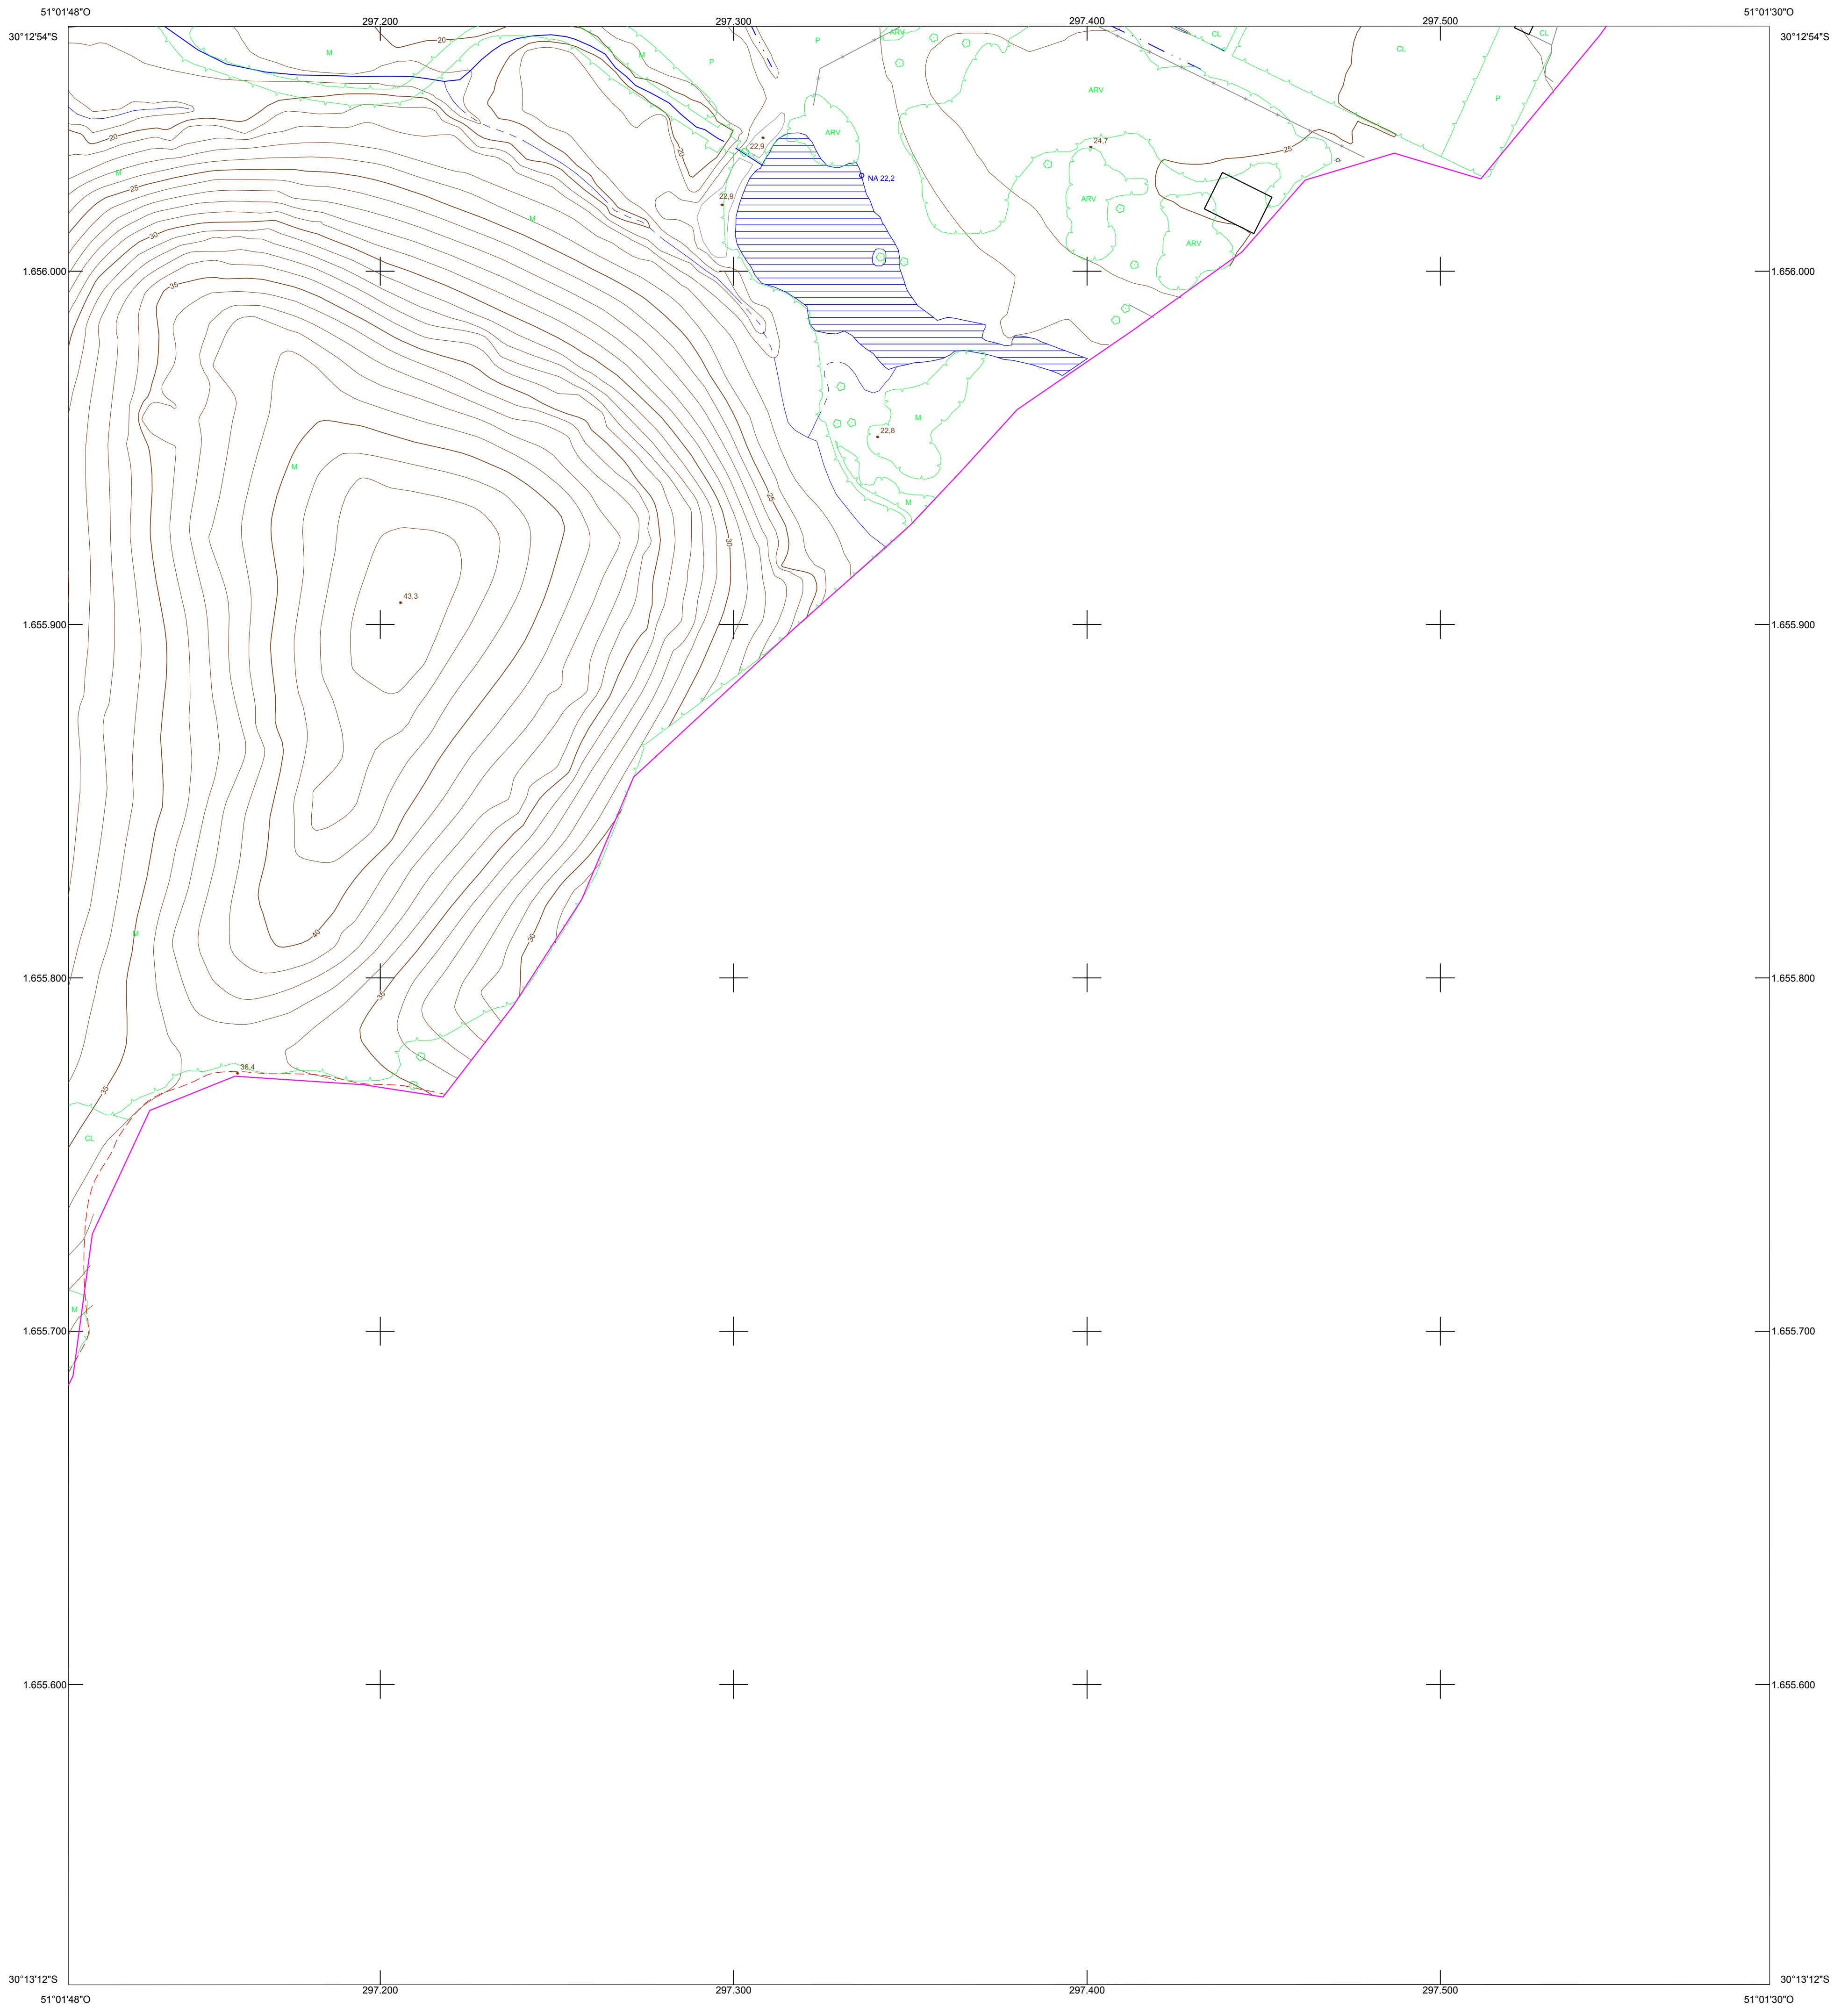 51°01'48"O 51°01'30"O
297.200 297.300 297.400 297.500
30°12'54"S 30°12'54"S
ARV CL CL
20 P
M M CL
P
ARV P
ARV
20
24,7
22,9 25
20
M NA 22,2
25
22,9 ARV
M
30 ARV
1.656.000 1.656.000
35
M
22,8
M
25
M
30
43,3
1.655.900 1.655.900
40
M
30
1.655.800 1.655.800
35
36,4
35
CL
M
1.655.700 1.655.700
1.655.600 1.655.600
30°13'12"S 30°13'12"S
297.200 297.300 297.400 297.500
51°01'48"O 51°01'30"O